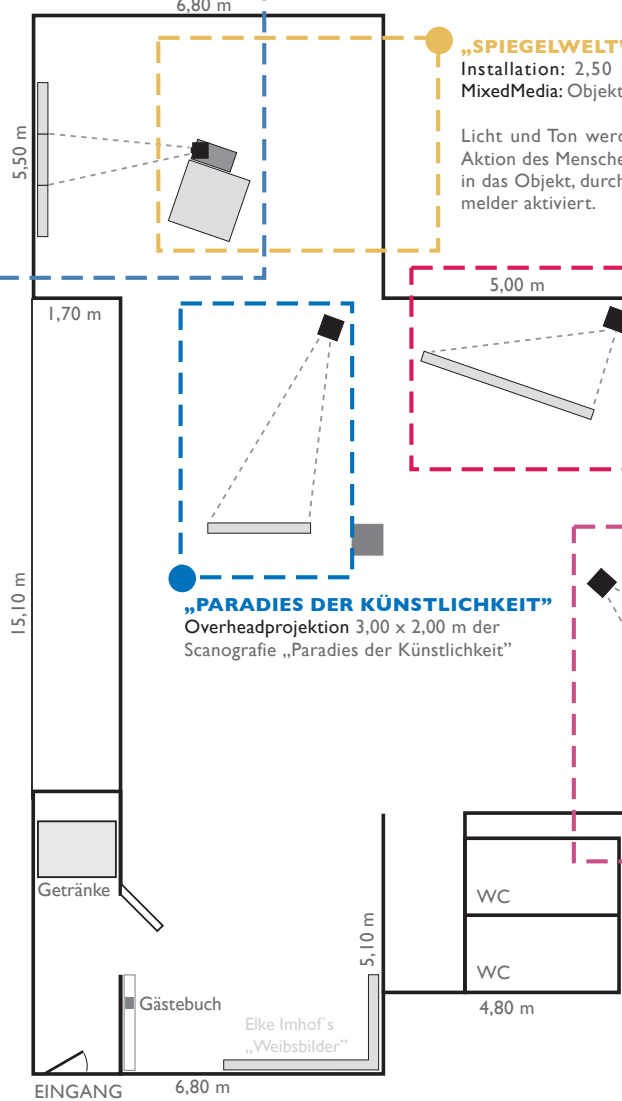 6,80 m
„SPIEGELWELT”
Installation: 2,50
MixedMedia: Objekt
Licht und Ton werd
Aktion des Mensche
in das Objekt, durch
melder aktiviert.
5,50 m
5,00 m
1,70 m
15,10 m
„PARADIES DER KÜNSTLICHKEIT”
Overheadprojektion 3,00 x 2,00 m der
Scanografie „Paradies der Künstlichkeit”
Getränke
WC
5,10 m
WC
Gästebuch
4,80 m
Elke Imhof´s
„Weibsbilder”
EINGANG
6,80 m